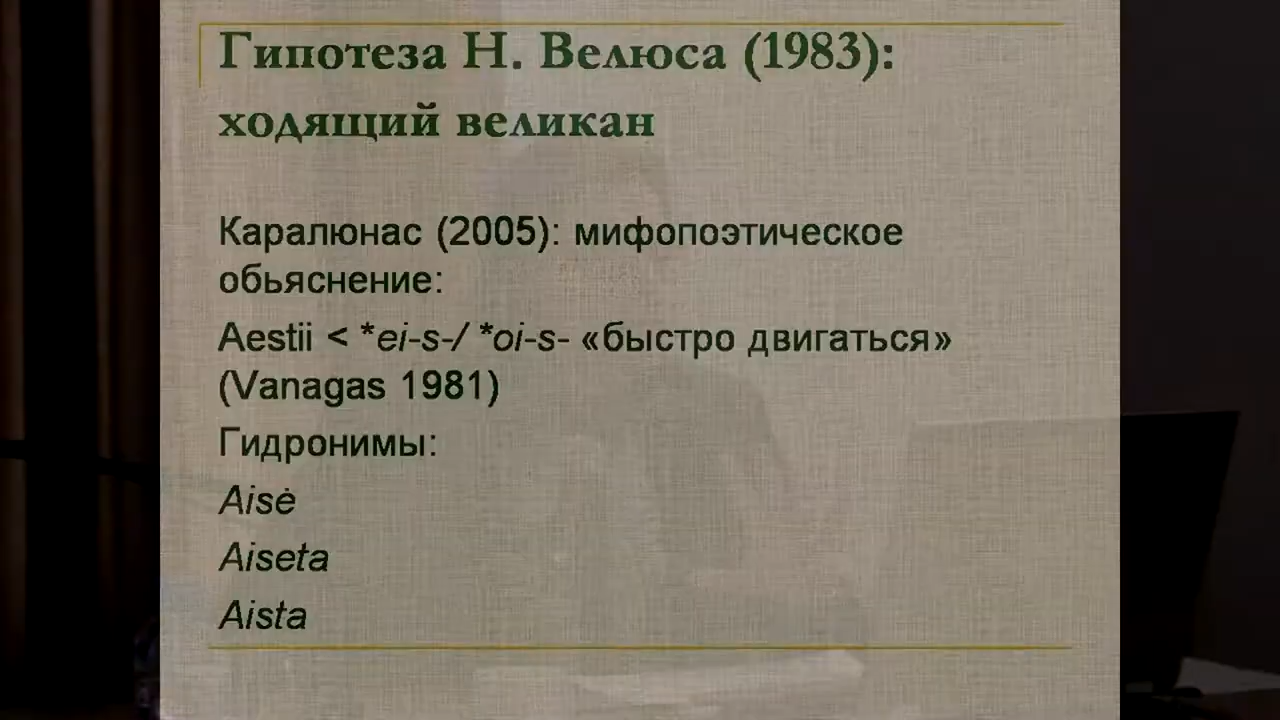 Гипотеза Н. Велюса (1983):
ходящий великан
Каралюнас (2005): мифопоэтическое
обьяснение:
Aestii < *ei-s-/ *oi-s- «быстро двигаться»
(Vanagas 1981)
Гидронимы:
Aisė
Aiseta
Aista